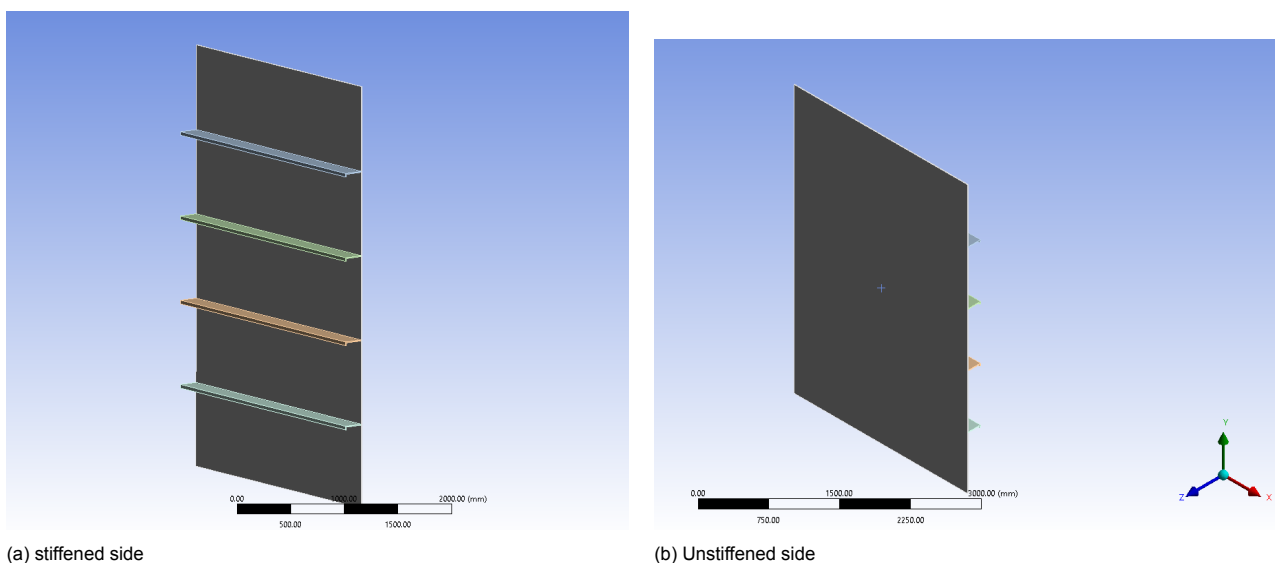 0.00 1000.00 2000.00 (mm)
500.00 1500.00
0.00 1500.00 3000.00 (mm)
750.00 2250.00
Y
Z
X
(a) stiffened side
(b) Unstiffened side